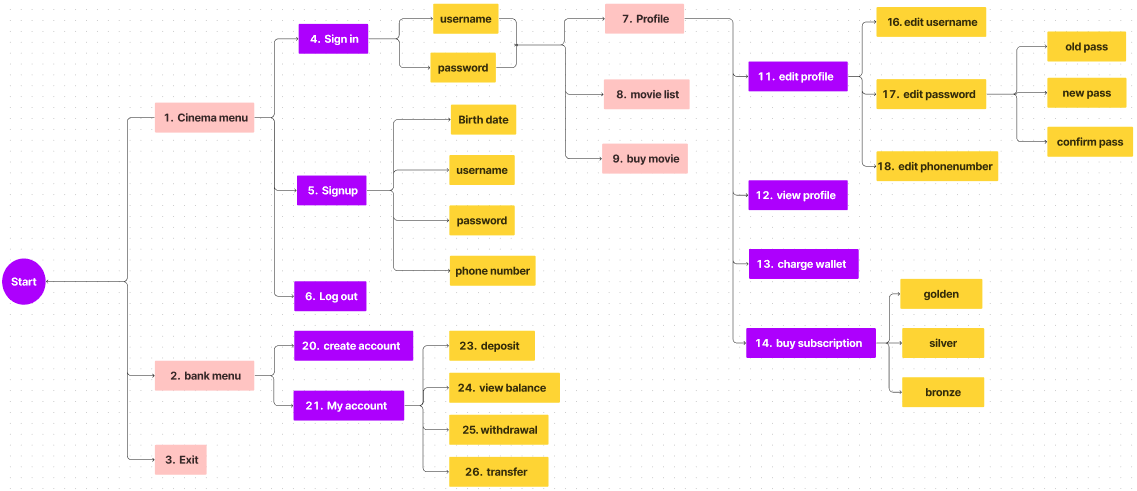 Start
1. Cinema menu
4. Sign in
username
password
7. Profile
8. movie list
9. buy movie
11. edit profile
16. edit username
17. edit password
old pass
new pass
confirm pass
18. edit phonenumber
12. view profile
13. charge wallet
14. buy subscription
golden
silver
bronze
5. Signup
Birth date
username
password
phone number
6. Log out
2. bank menu
20. create account
21. My account
23. deposit
24. view balance
25. withdrawal
26. transfer
3. Exit